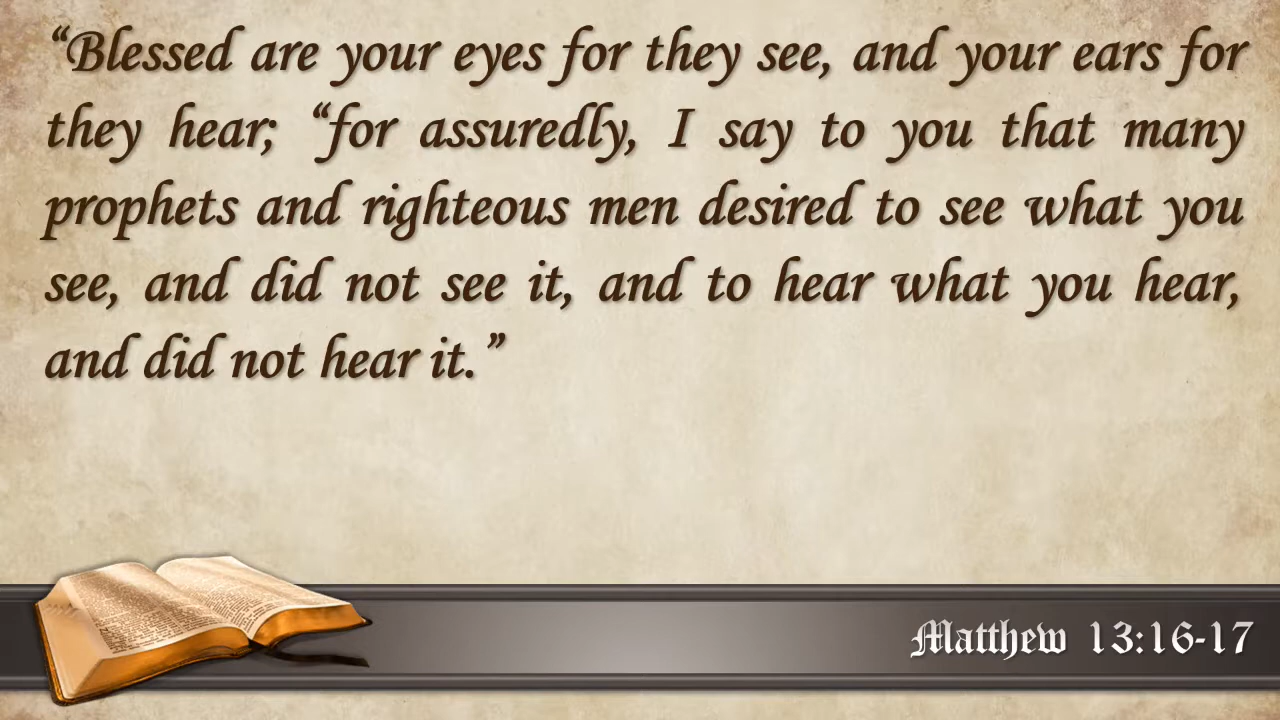 “Blessed are your eyes for they see, and your ears for
they hear; “for assuredly, I say to you that many
prophets and righteous men desired to see what you
see, and did not see it, and to hear what you hear,
and did not hear it.”
Matthew 13:16-17